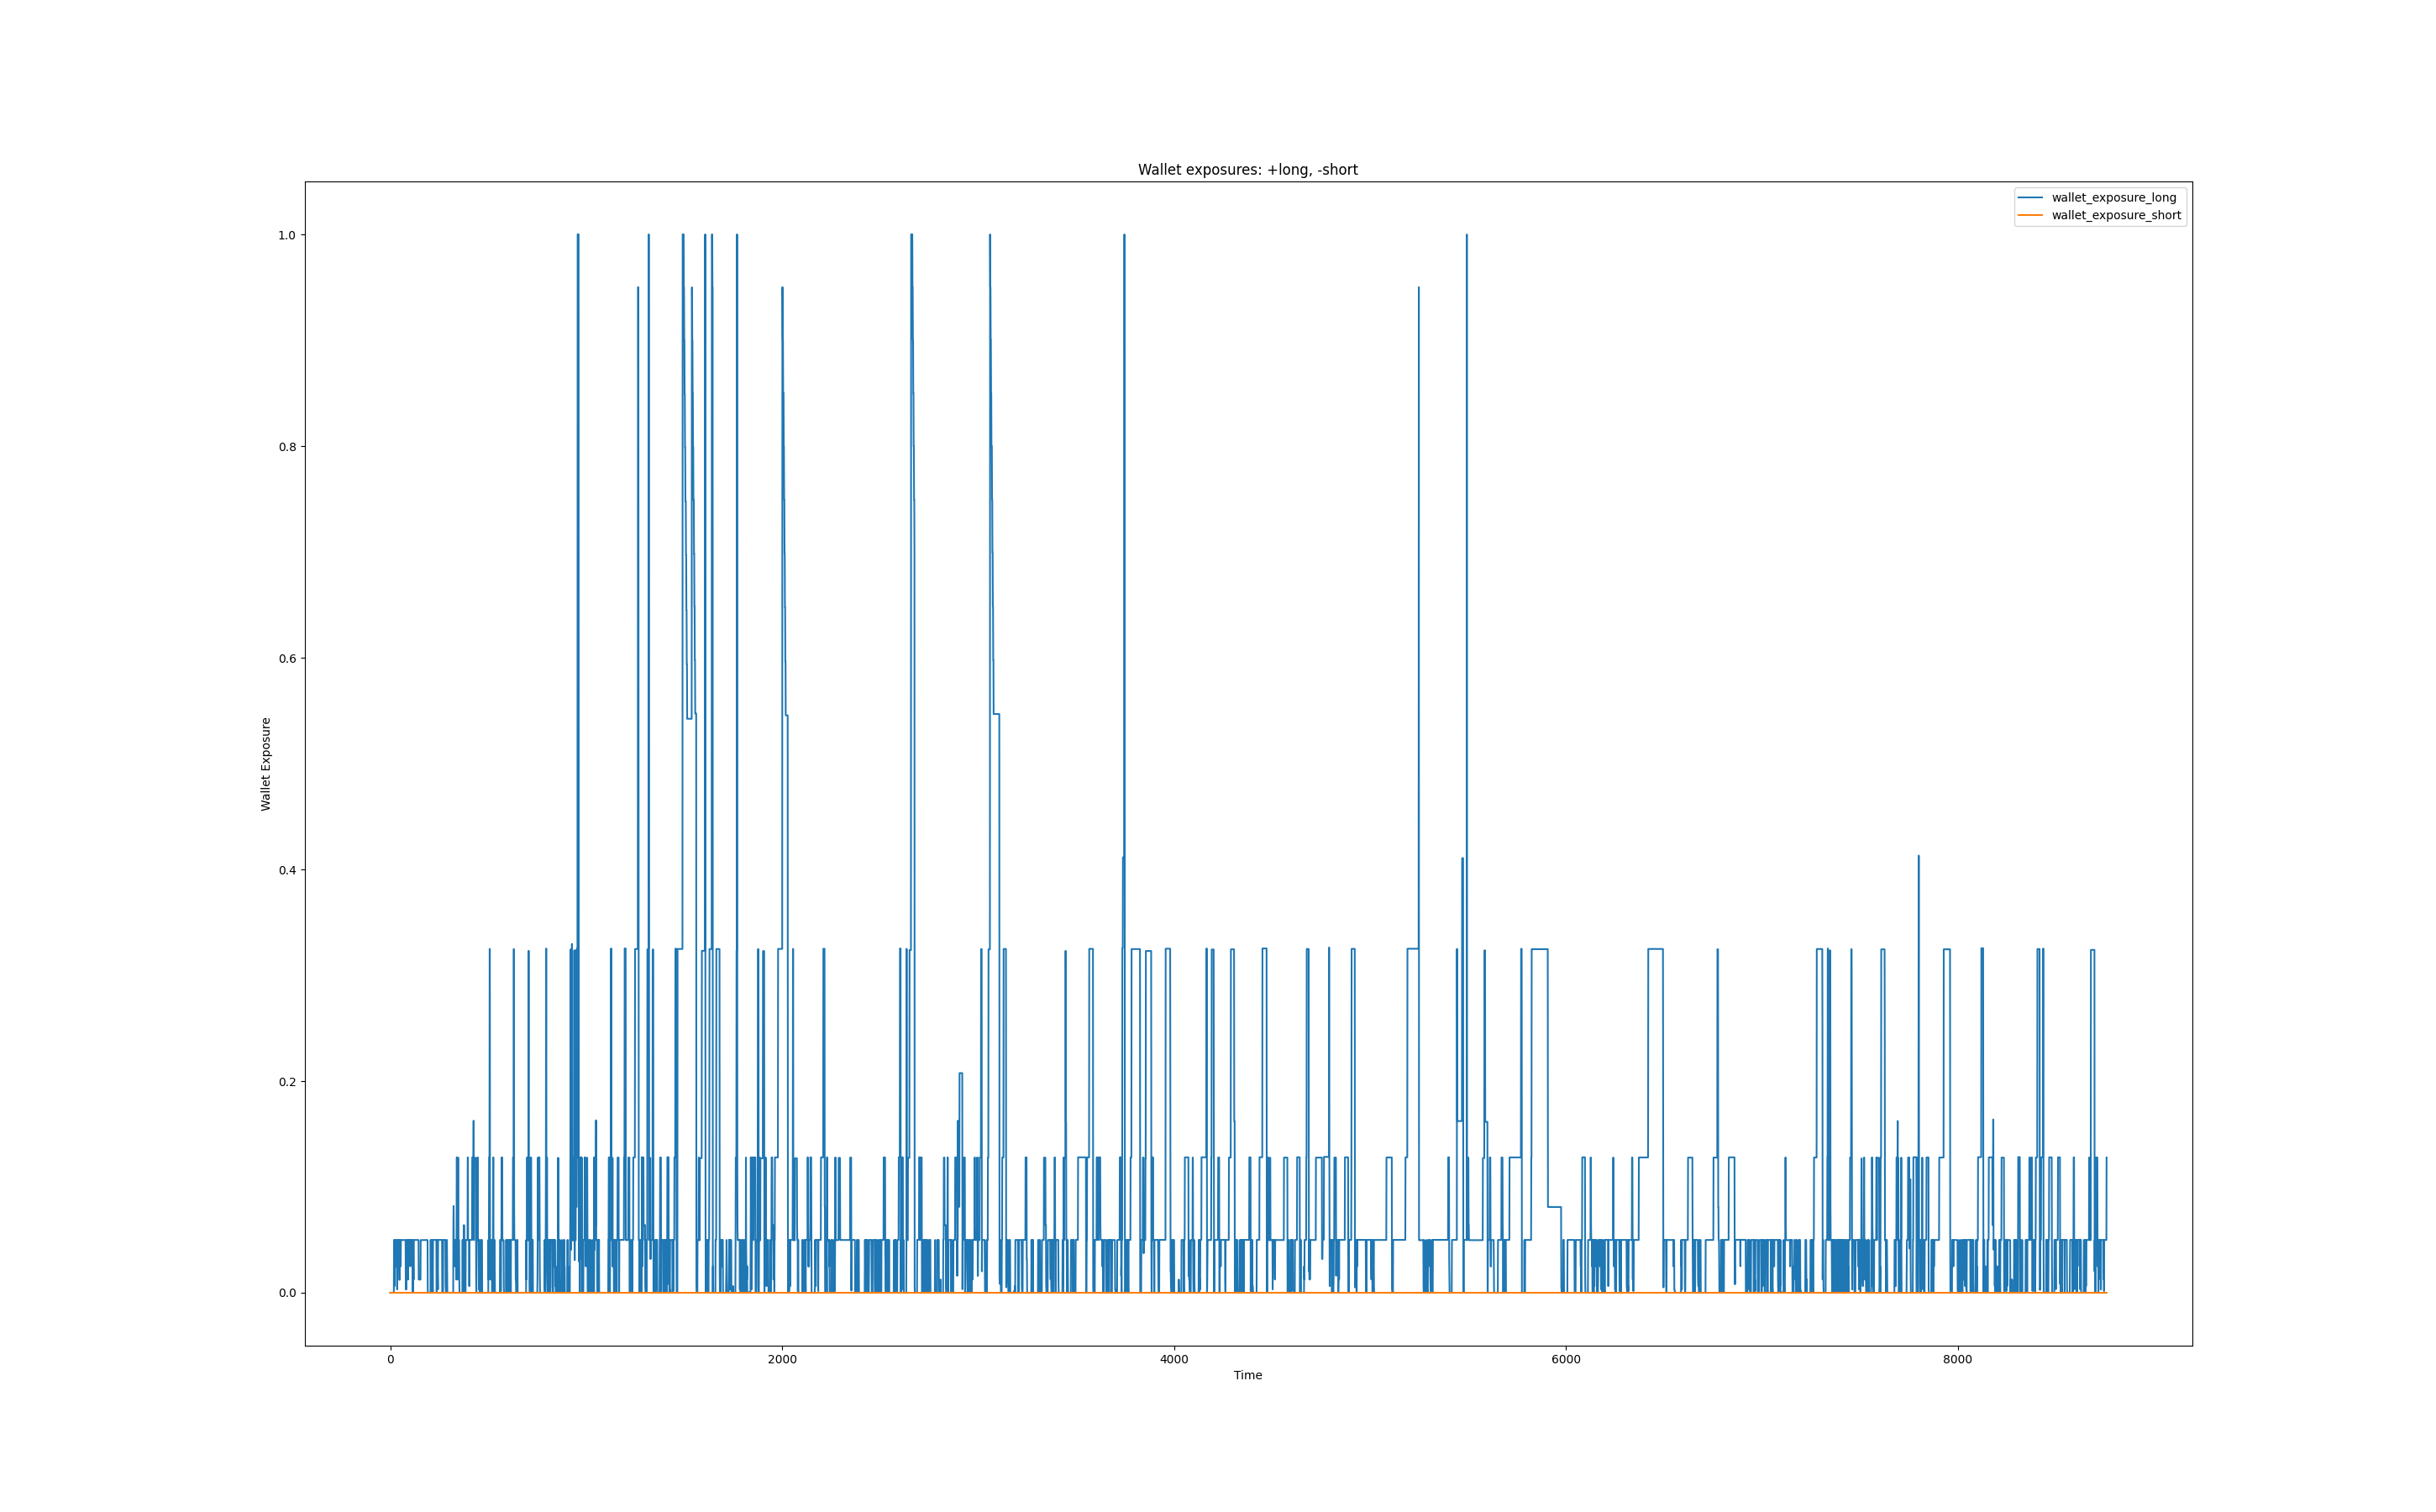 Wallet exposures: +long, -short
wallet_exposure_long
wallet_exposure_short
1.0
0.8
0.6
0.4
0.2
0.0
Wallet Exposure
0 2000 4000 6000 8000
Time